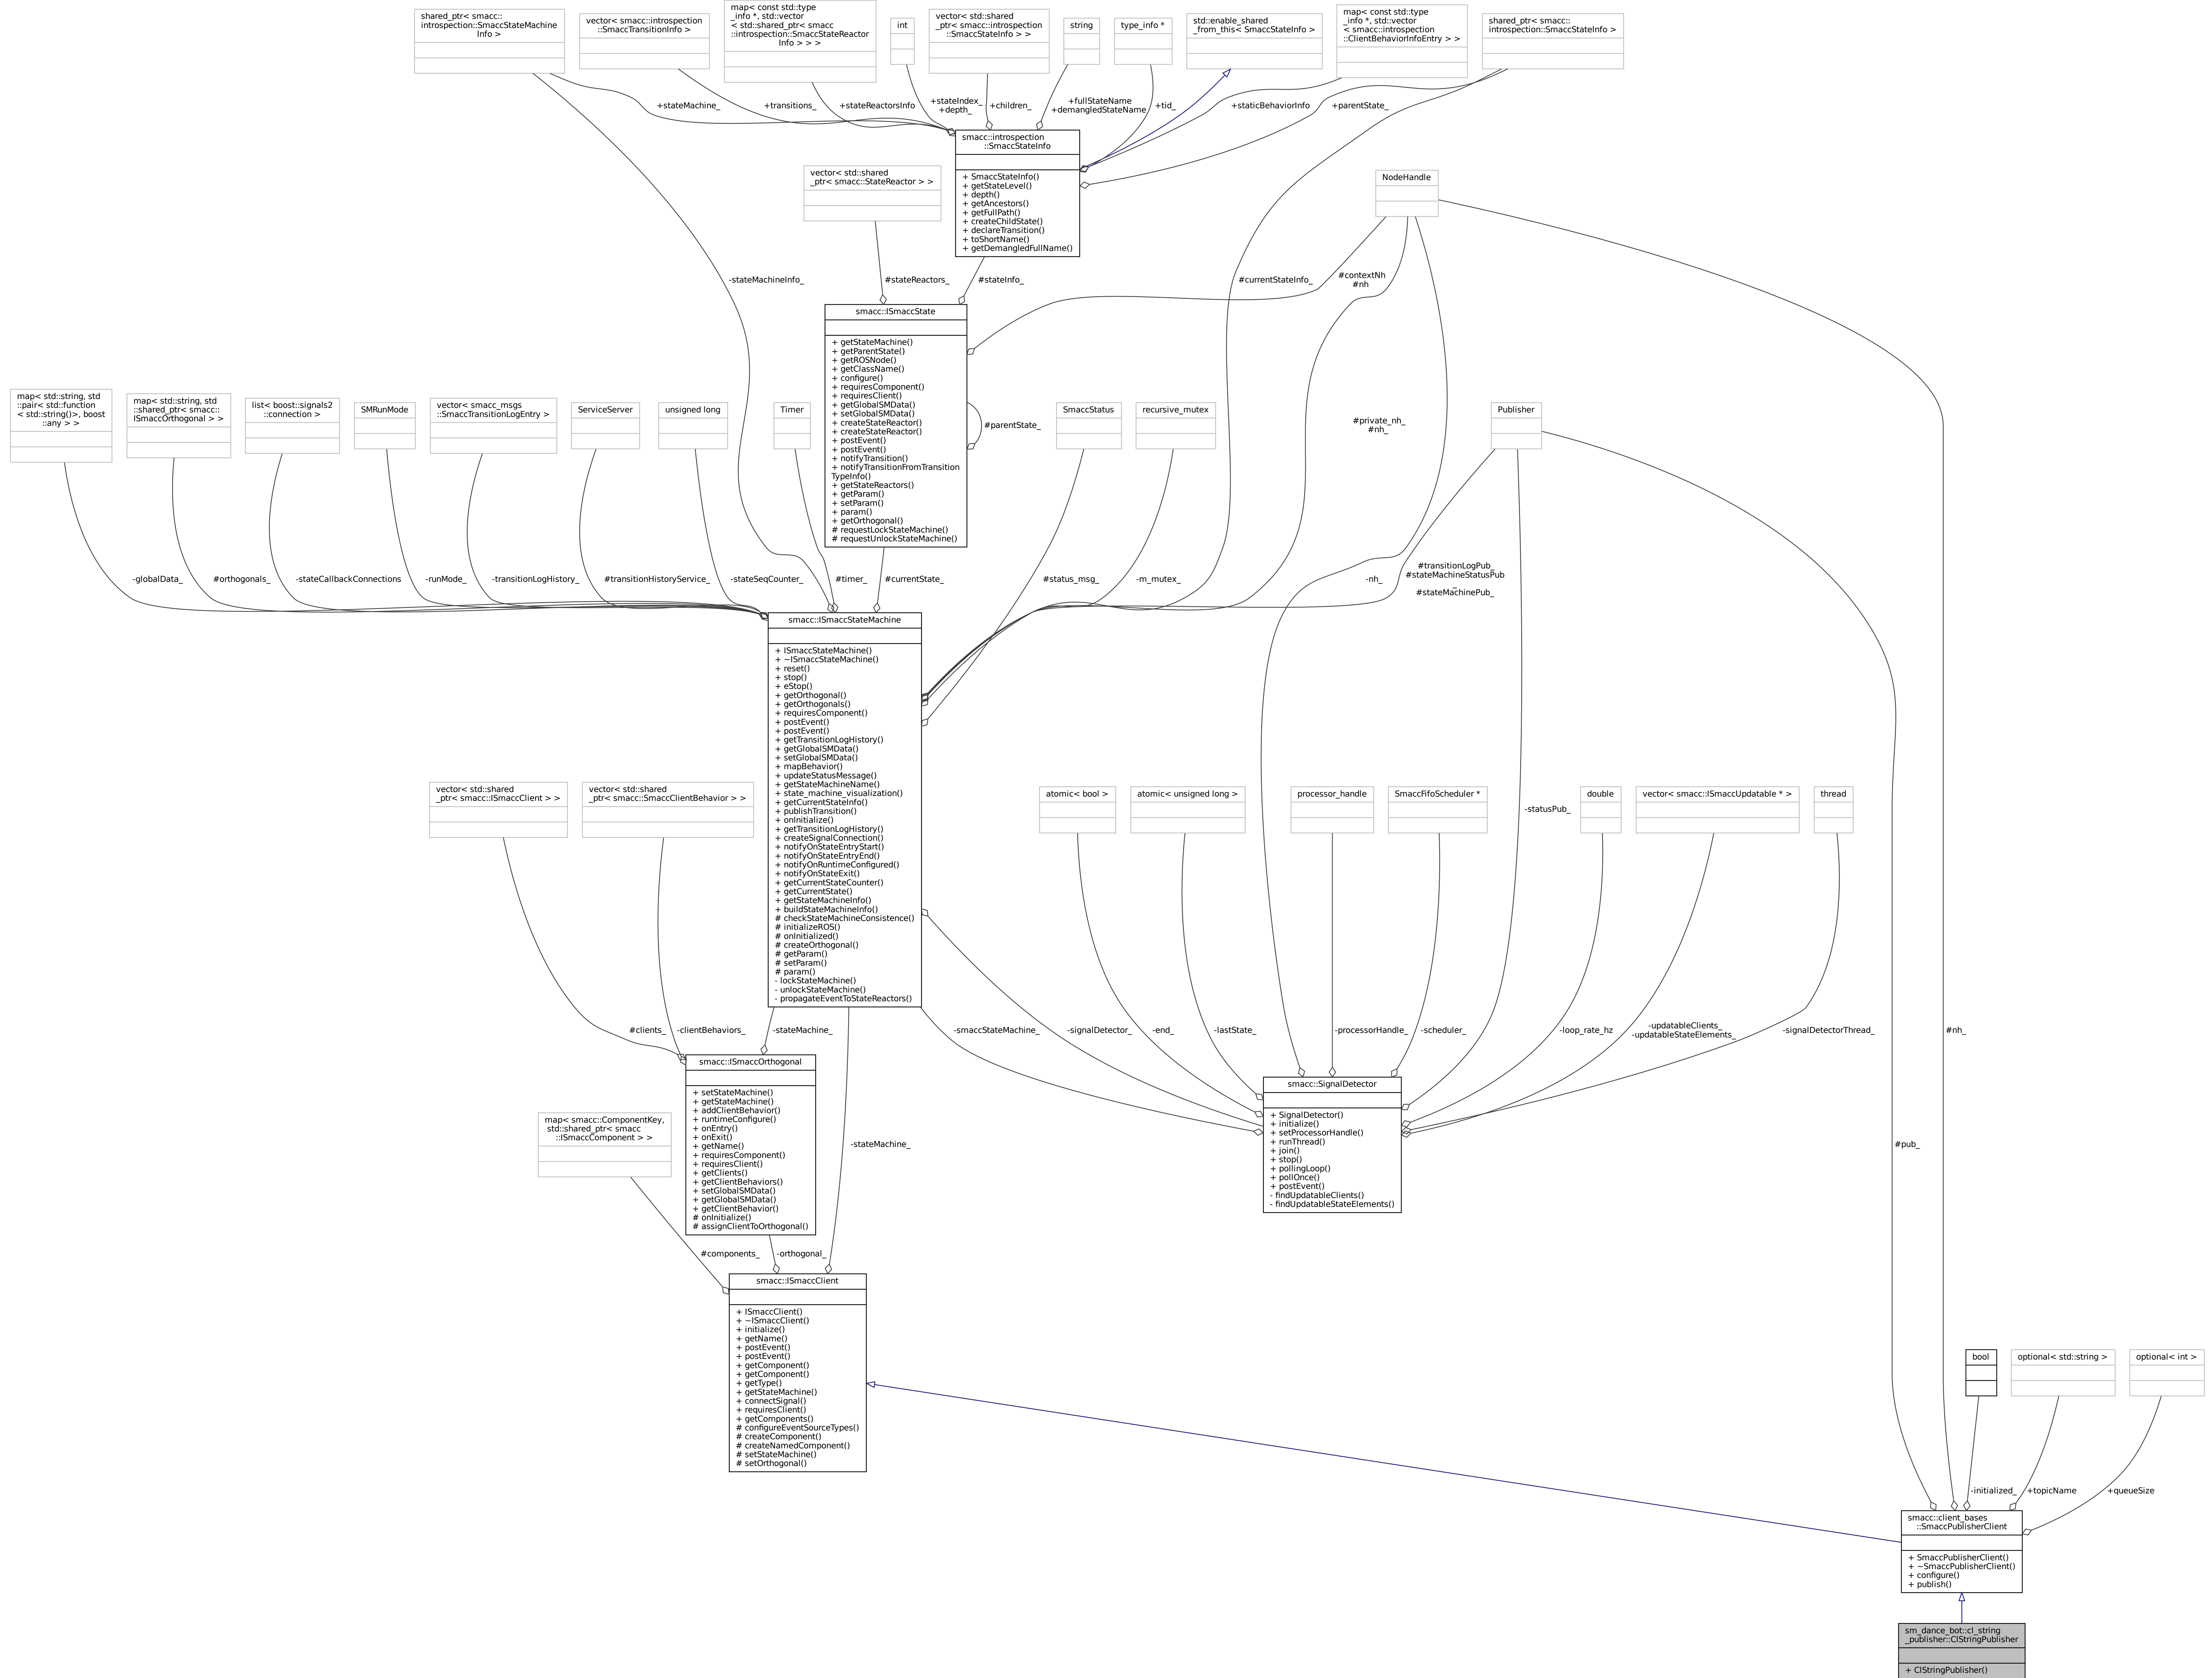 shared_ptr< smacc::
introspection::SmaccStateMachine
Info >
vector< smacc::introspection
::SmaccTransitionInfo >
map< const std::type
_info *, std::vector
< std::shared_ptr< smacc
::introspection::SmaccStateReactor
Info > > >
int
vector< std::shared
_ptr< smacc::introspection
::SmaccStateInfo > >
string
type_info *
std::enable_shared
_from_this< SmaccStateInfo >
map< const std::type
_info *, std::vector
< smacc::introspection
::ClientBehaviorInfoEntry > >
shared_ptr< smacc::
introspection::SmaccStateInfo >
+stateMachine_
+transitions_
+stateReactorsInfo
+stateIndex_
+depth_
+children_
+fullStateName
+demangledStateName
+tid_
+staticBehaviorInfo
+parentState_
smacc::introspection
::SmaccStateInfo
+ SmaccStateInfo()
+ getStateLevel()
+ depth()
+ getAncestors()
+ getFullPath()
+ createChildState()
+ declareTransition()
+ toShortName()
+ getDemangledFullName()
vector< std::shared
_ptr< smacc::StateReactor > >
NodeHandle
-stateMachineInfo_
#stateReactors_
#stateInfo_
#currentStateInfo_
#contextNh
#nh
smacc::ISmaccState
+ getStateMachine()
+ getParentState()
+ getROSNode()
+ getClassName()
+ configure()
+ requiresComponent()
+ requiresClient()
+ getGlobalSMData()
+ setGlobalSMData()
+ createStateReactor()
+ createStateReactor()
+ postEvent()
+ postEvent()
+ notifyTransition()
+ notifyTransitionFromTransition
TypeInfo()
+ getStateReactors()
+ getParam()
+ setParam()
+ param()
+ getOrthogonal()
# requestLockStateMachine()
# requestUnlockStateMachine()
#parentState_
map< std::string, std
::pair< std::function
< std::string()>, boost
::any > >
map< std::string, std
::shared_ptr< smacc::
ISmaccOrthogonal > >
list< boost::signals2
::connection >
SMRunMode
vector< smacc_msgs
::SmaccTransitionLogEntry >
ServiceServer
unsigned long
Timer
SmaccStatus
recursive_mutex
#private_nh_
#nh_
Publisher
-globalData_
#orthogonals_
-stateCallbackConnections
-runMode_
-transitionLogHistory_
#transitionHistoryService_
-stateSeqCounter_
#timer_
#currentState_
#status_msg_
-m_mutex_
-nh_
#transitionLogPub_
#stateMachineStatusPub
_
#stateMachinePub_
smacc::ISmaccStateMachine
+ ISmaccStateMachine()
+ ~ISmaccStateMachine()
+ reset()
+ stop()
+ eStop()
+ getOrthogonal()
+ getOrthogonals()
+ requiresComponent()
+ postEvent()
+ postEvent()
+ getTransitionLogHistory()
+ getGlobalSMData()
+ setGlobalSMData()
+ mapBehavior()
+ updateStatusMessage()
+ getStateMachineName()
+ state_machine_visualization()
+ getCurrentStateInfo()
+ publishTransition()
+ onInitialize()
+ getTransitionLogHistory()
+ createSignalConnection()
+ notifyOnStateEntryStart()
+ notifyOnStateEntryEnd()
+ notifyOnRuntimeConfigured()
+ notifyOnStateExit()
+ getCurrentStateCounter()
+ getCurrentState()
+ getStateMachineInfo()
+ buildStateMachineInfo()
# checkStateMachineConsistence()
# initializeROS()
# onInitialized()
# createOrthogonal()
# getParam()
# setParam()
# param()
- lockStateMachine()
- unlockStateMachine()
- propagateEventToStateReactors()
vector< std::shared
_ptr< smacc::ISmaccClient > >
vector< std::shared
_ptr< smacc::SmaccClientBehavior > >
atomic< bool >
atomic< unsigned long >
processor_handle
SmaccFifoScheduler *
-statusPub_
double
vector< smacc::ISmaccUpdatable * >
thread
#clients_
-clientBehaviors_
-stateMachine_
-smaccStateMachine_
-signalDetector_
-end_
-lastState_
-processorHandle_
-scheduler_
-loop_rate_hz
-updatableClients_
-updatableStateElements_
-signalDetectorThread_
#nh_
smacc::ISmaccOrthogonal
+ setStateMachine()
+ getStateMachine()
+ addClientBehavior()
+ runtimeConfigure()
+ onEntry()
+ onExit()
+ getName()
+ requiresComponent()
+ requiresClient()
+ getClients()
+ getClientBehaviors()
+ setGlobalSMData()
+ getGlobalSMData()
+ getClientBehavior()
# onInitialize()
# assignClientToOrthogonal()
smacc::SignalDetector
+ SignalDetector()
+ initialize()
+ setProcessorHandle()
+ runThread()
+ join()
+ stop()
+ pollingLoop()
+ pollOnce()
+ postEvent()
- findUpdatableClients()
- findUpdatableStateElements()
map< smacc::ComponentKey,
std::shared_ptr< smacc
::ISmaccComponent > >
-stateMachine_
#pub_
#components_
-orthogonal_
smacc::ISmaccClient
+ ISmaccClient()
+ ~ISmaccClient()
+ initialize()
+ getName()
+ postEvent()
+ postEvent()
+ getComponent()
+ getComponent()
+ getType()
+ getStateMachine()
+ connectSignal()
+ requiresClient()
+ getComponents()
# configureEventSourceTypes()
# createComponent()
# createNamedComponent()
# setStateMachine()
# setOrthogonal()
bool
optional< std::string >
optional< int >
-initialized_
+topicName
+queueSize
smacc::client_bases
::SmaccPublisherClient
+ SmaccPublisherClient()
+ ~SmaccPublisherClient()
+ configure()
+ publish()
sm_dance_bot::cl_string
_publisher::ClStringPublisher
+ ClStringPublisher()